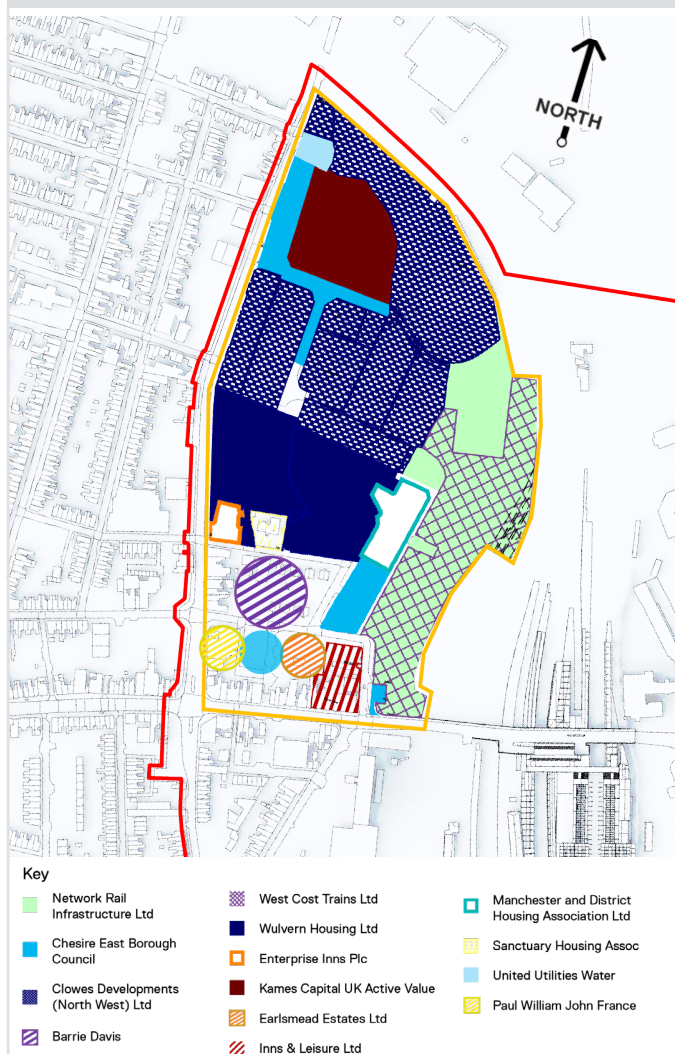 NORTH
Key
Network Rail
Infrastructure Ltd
Chesire East Borough
Council
Clowes Developments
(North West) Ltd
Barrie Davis
West Cost Trains Ltd
Wulvern Housing Ltd
Enterprise Inns Plc
Kames Capital UK Active Value
Earlsmead Estates Ltd
Inns & Leisure Ltd
Manchester and District
Housing Association Ltd
Sanctuary Housing Assoc
United Utilities Water
Paul William John France